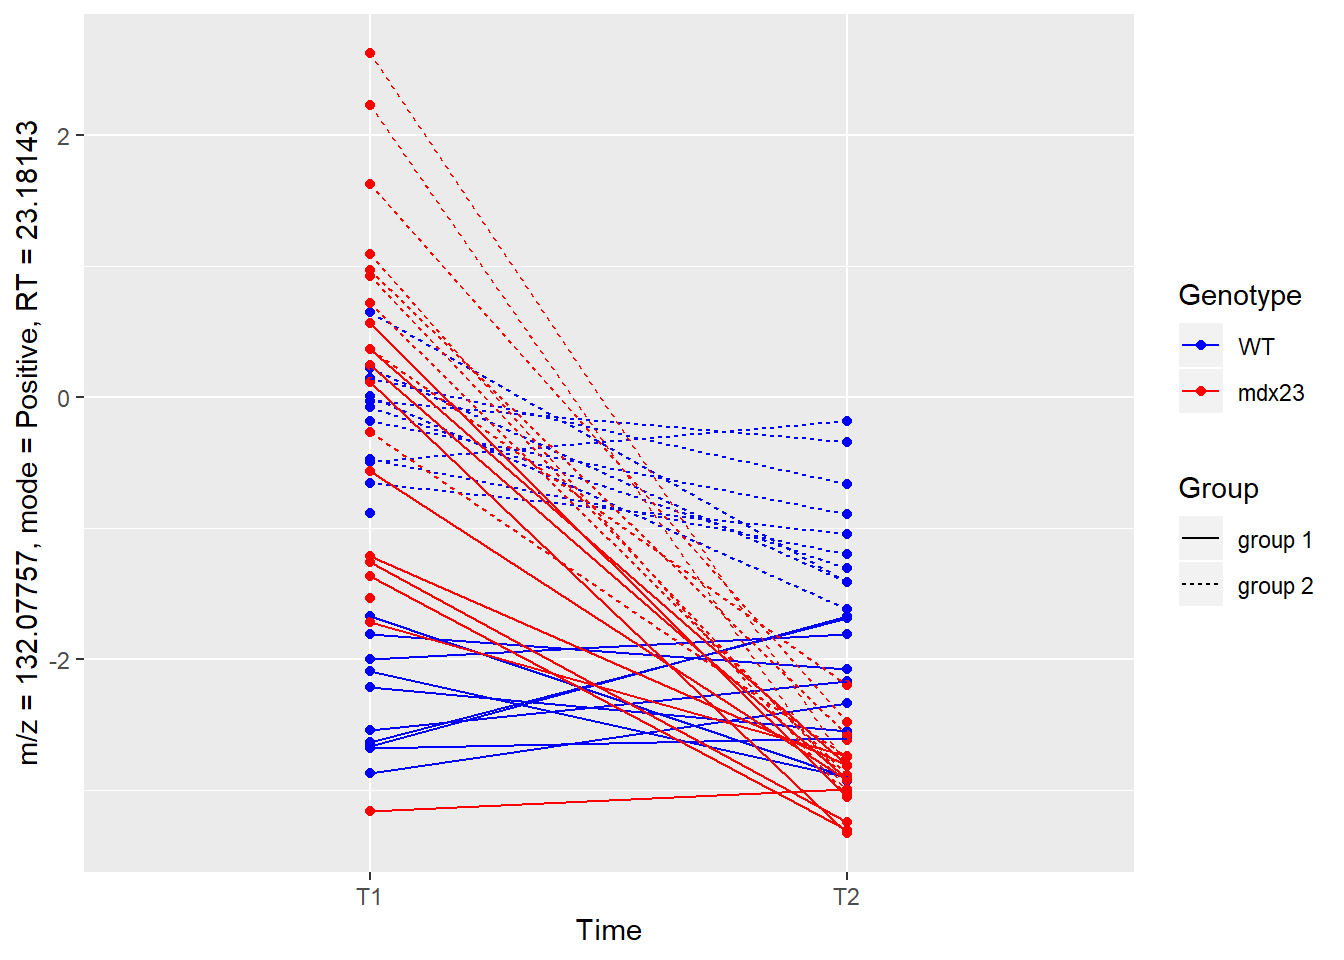 m/z = 132.07757, mode = Positive, RT = 23.18143
2
0
-2
T1
T2
Time
Genotype
WT
mdx23
Group
group 1
group 2